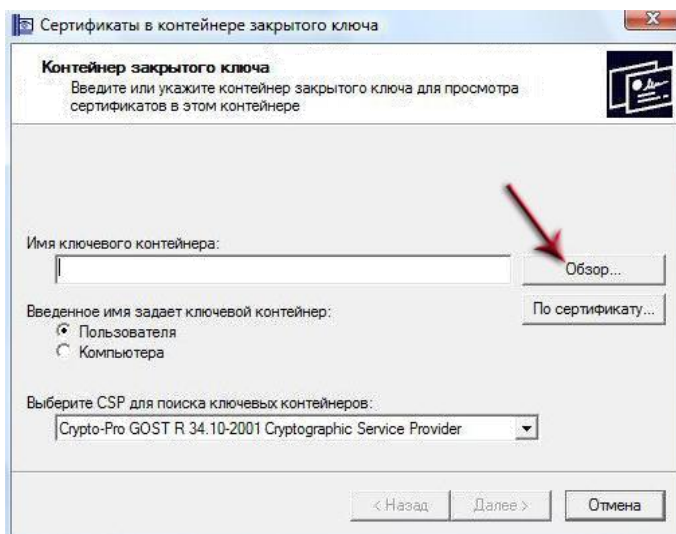 Сертификаты в контейнере закрытого ключа
Контейнер закрытого ключа
Введите или укажите контейнер закрытого ключа для просмотра
сертификатов в этом контейнере
Имя ключевого контейнера:
Обзор...
По сертификату...
Введенное имя задает ключевой контейнер:
Пользователя
Компьютера
Выберите CSP для поиска ключевых контейнеров:
Crypto-Pro GOST R 34.10-2001 Cryptographic Service Provider
< Назад
Далее >
Отмена